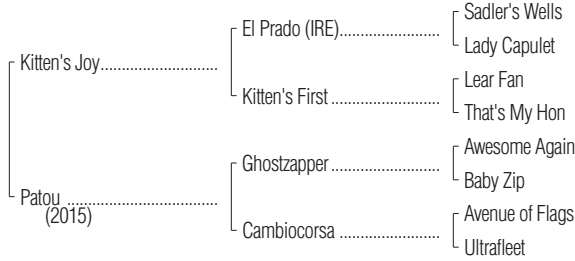 Sadler's Wells
El Prado (IRE)
Lady Capulet
Kitten's Joy
Lear Fan
Kitten's First
That's My Hon
Awesome Again
Ghostzapper
Baby Zip
Patou
(2015)
Avenue of Flags
Cambiocorsa
Ultrafleet